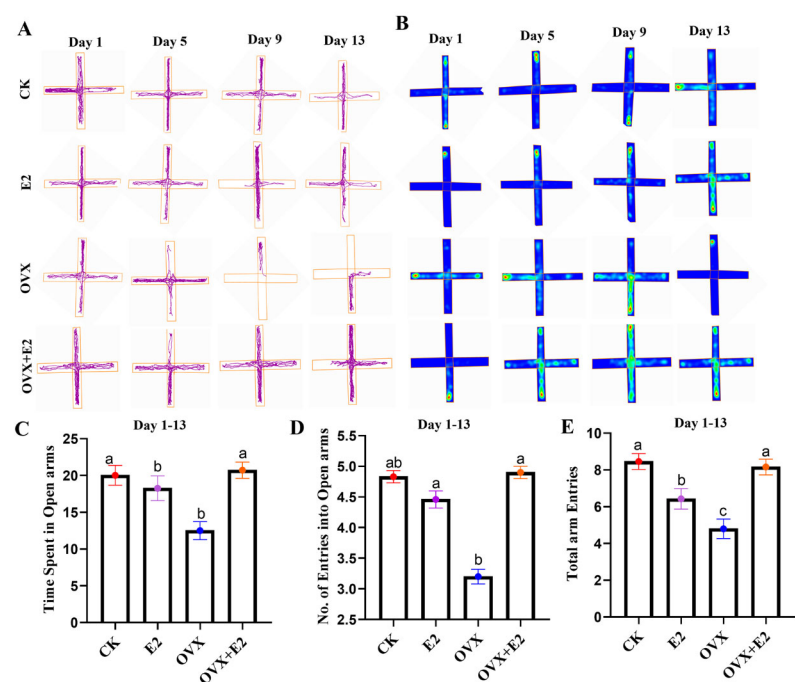 A
Day 1 Day 5 Day 9 Day 13
B
Day 1 Day 5 Day 9 Day 13
CK
E2
OVX
OVX+E2
C
Day 1-13
Time Spent in Open arms
25
20
15
10
5
0
a b b a
CK E2 OVX OVX+E2
D
Day 1-13
No. of Entries into Open arms
5.0
4.5
4.0
3.5
3.0
2.5
ab a b a
CK E2 OVX OVX+E2
E
Day 1-13
Total arm Entries
10
8
6
4
2
0
a b c a
CK E2 OVX OVX+E2